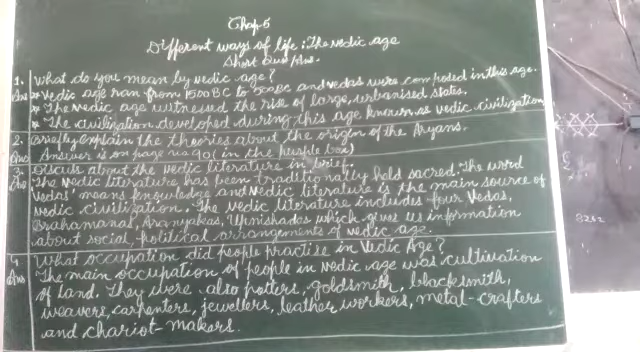 Chap-6
Different ways of life : The vedic age
Short Que/Ans.
1. What do you mean by vedic age?
Ans * Vedic age ran from 1500 BC to 500 BC and vedas were composed in this age.
* The vedic age witnessed the rise of large, urbanised states.
* The civilization developed during this age known as vedic civilization
2. Briefly explain the theories about the origin of the Aryans.
Ans Answer is on page no 40 (in the purple box)
3. Discuss about the vedic literature in brief.
Ans The vedic literature has been traditionally held sacred. The word
Vedas' means knowledge and vedic literature is the main source of
vedic civilization. The vedic literature includes four Vedas,
Brahamanas, Aranyakas, Upnishadas which gives us information
about social, political arrangements of vedic age.
4. What occupation did people practise in Vedic Age?
Ans The main occupation of people in vedic age was cultivation
of land. They were also potters, goldsmith, blacksmith,
weavers, carpenters, jewellers, leather workers, metal-crafters
and chariot-makers.